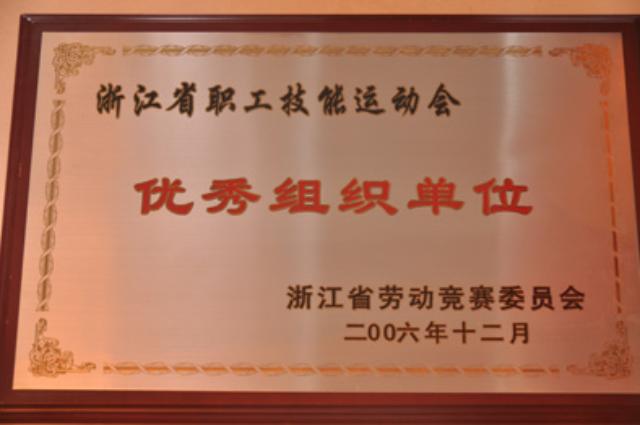 浙江省职工技能运动会
优秀组织单位
浙江省劳动竞赛委员会
二00六年十二月